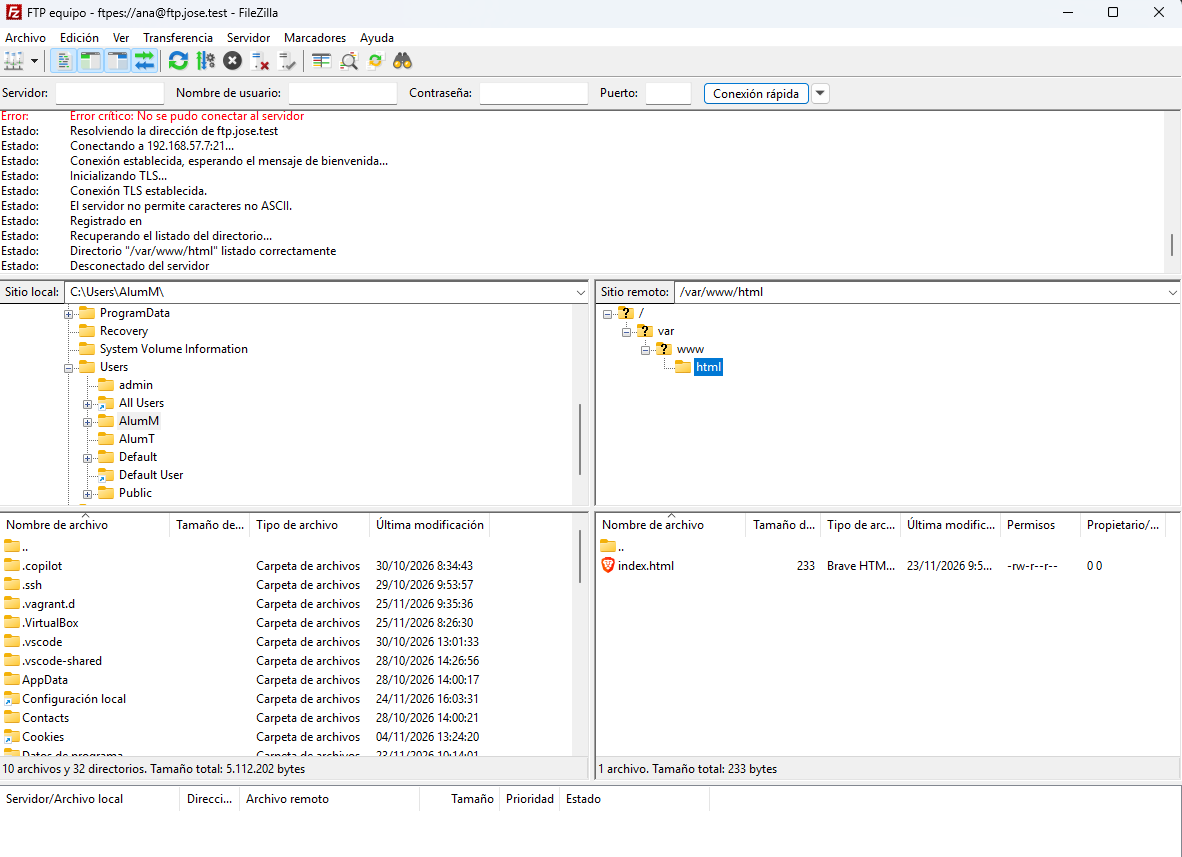 FTP equipo - ftpes://ana@ftp.jose.test - FileZilla
Archivo Edición Ver Transferencia Servidor Marcadores Ayuda
Servidor: Nombre de usuario: Contraseña: Puerto: Conexión rápida
Error: Error crítico: No se pudo conectar al servidor
Estado: Resolviendo la dirección de ftp.jose.test
Estado: Conectando a 192.168.57.7:21...
Estado: Conexión establecida, esperando el mensaje de bienvenida...
Estado: Inicializando TLS...
Estado: Conexión TLS establecida.
Estado: El servidor no permite caracteres no ASCII.
Estado: Registrado en
Estado: Recuperando el listado del directorio...
Estado: Directorio "/var/www/html" listado correctamente
Estado: Desconectado del servidor
Sitio local: C:\Users\AlumM\
ProgramData
Recovery
System Volume Information
Users
admin
All Users
AlumM
AlumT
Default
Default User
Public
Sitio remoto: /var/www/html
/
var
www
html
Nombre de archivo Tamaño de... Tipo de archivo Última modificación
..
.copilot Carpeta de archivos 30/10/2026 8:34:43
.ssh Carpeta de archivos 29/10/2026 9:53:57
.vagrant.d Carpeta de archivos 25/11/2026 9:35:36
.VirtualBox Carpeta de archivos 25/11/2026 8:26:30
.vscode Carpeta de archivos 30/10/2026 13:01:33
.vscode-shared Carpeta de archivos 28/10/2026 14:26:56
AppData Carpeta de archivos 28/10/2026 14:00:17
Configuración local Carpeta de archivos 24/11/2026 16:03:31
Contacts Carpeta de archivos 28/10/2026 14:00:21
Cookies Carpeta de archivos 04/11/2026 13:24:20
Datos de programa Carpeta de archivos 23/11/2026 10:14:01
10 archivos y 32 directorios. Tamaño total: 5.112.202 bytes
Nombre de archivo Tamaño d... Tipo de arc... Última modific... Permisos Propietario/...
..
index.html 233 Brave HTM... 23/11/2026 9:5... -rw-r--r-- 0 0
1 archivo. Tamaño total: 233 bytes
Servidor/Archivo local Direcci... Archivo remoto Tamaño Prioridad Estado